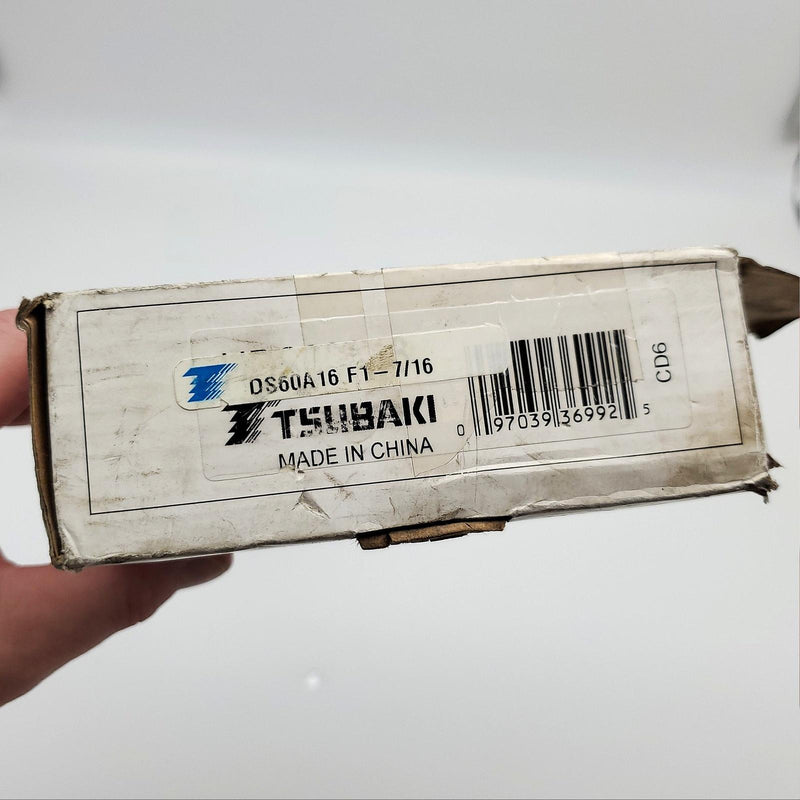 DS60A16 F1-7/16
TSUBAKI
MADE IN CHINA
0 97039 36992 5
CD6